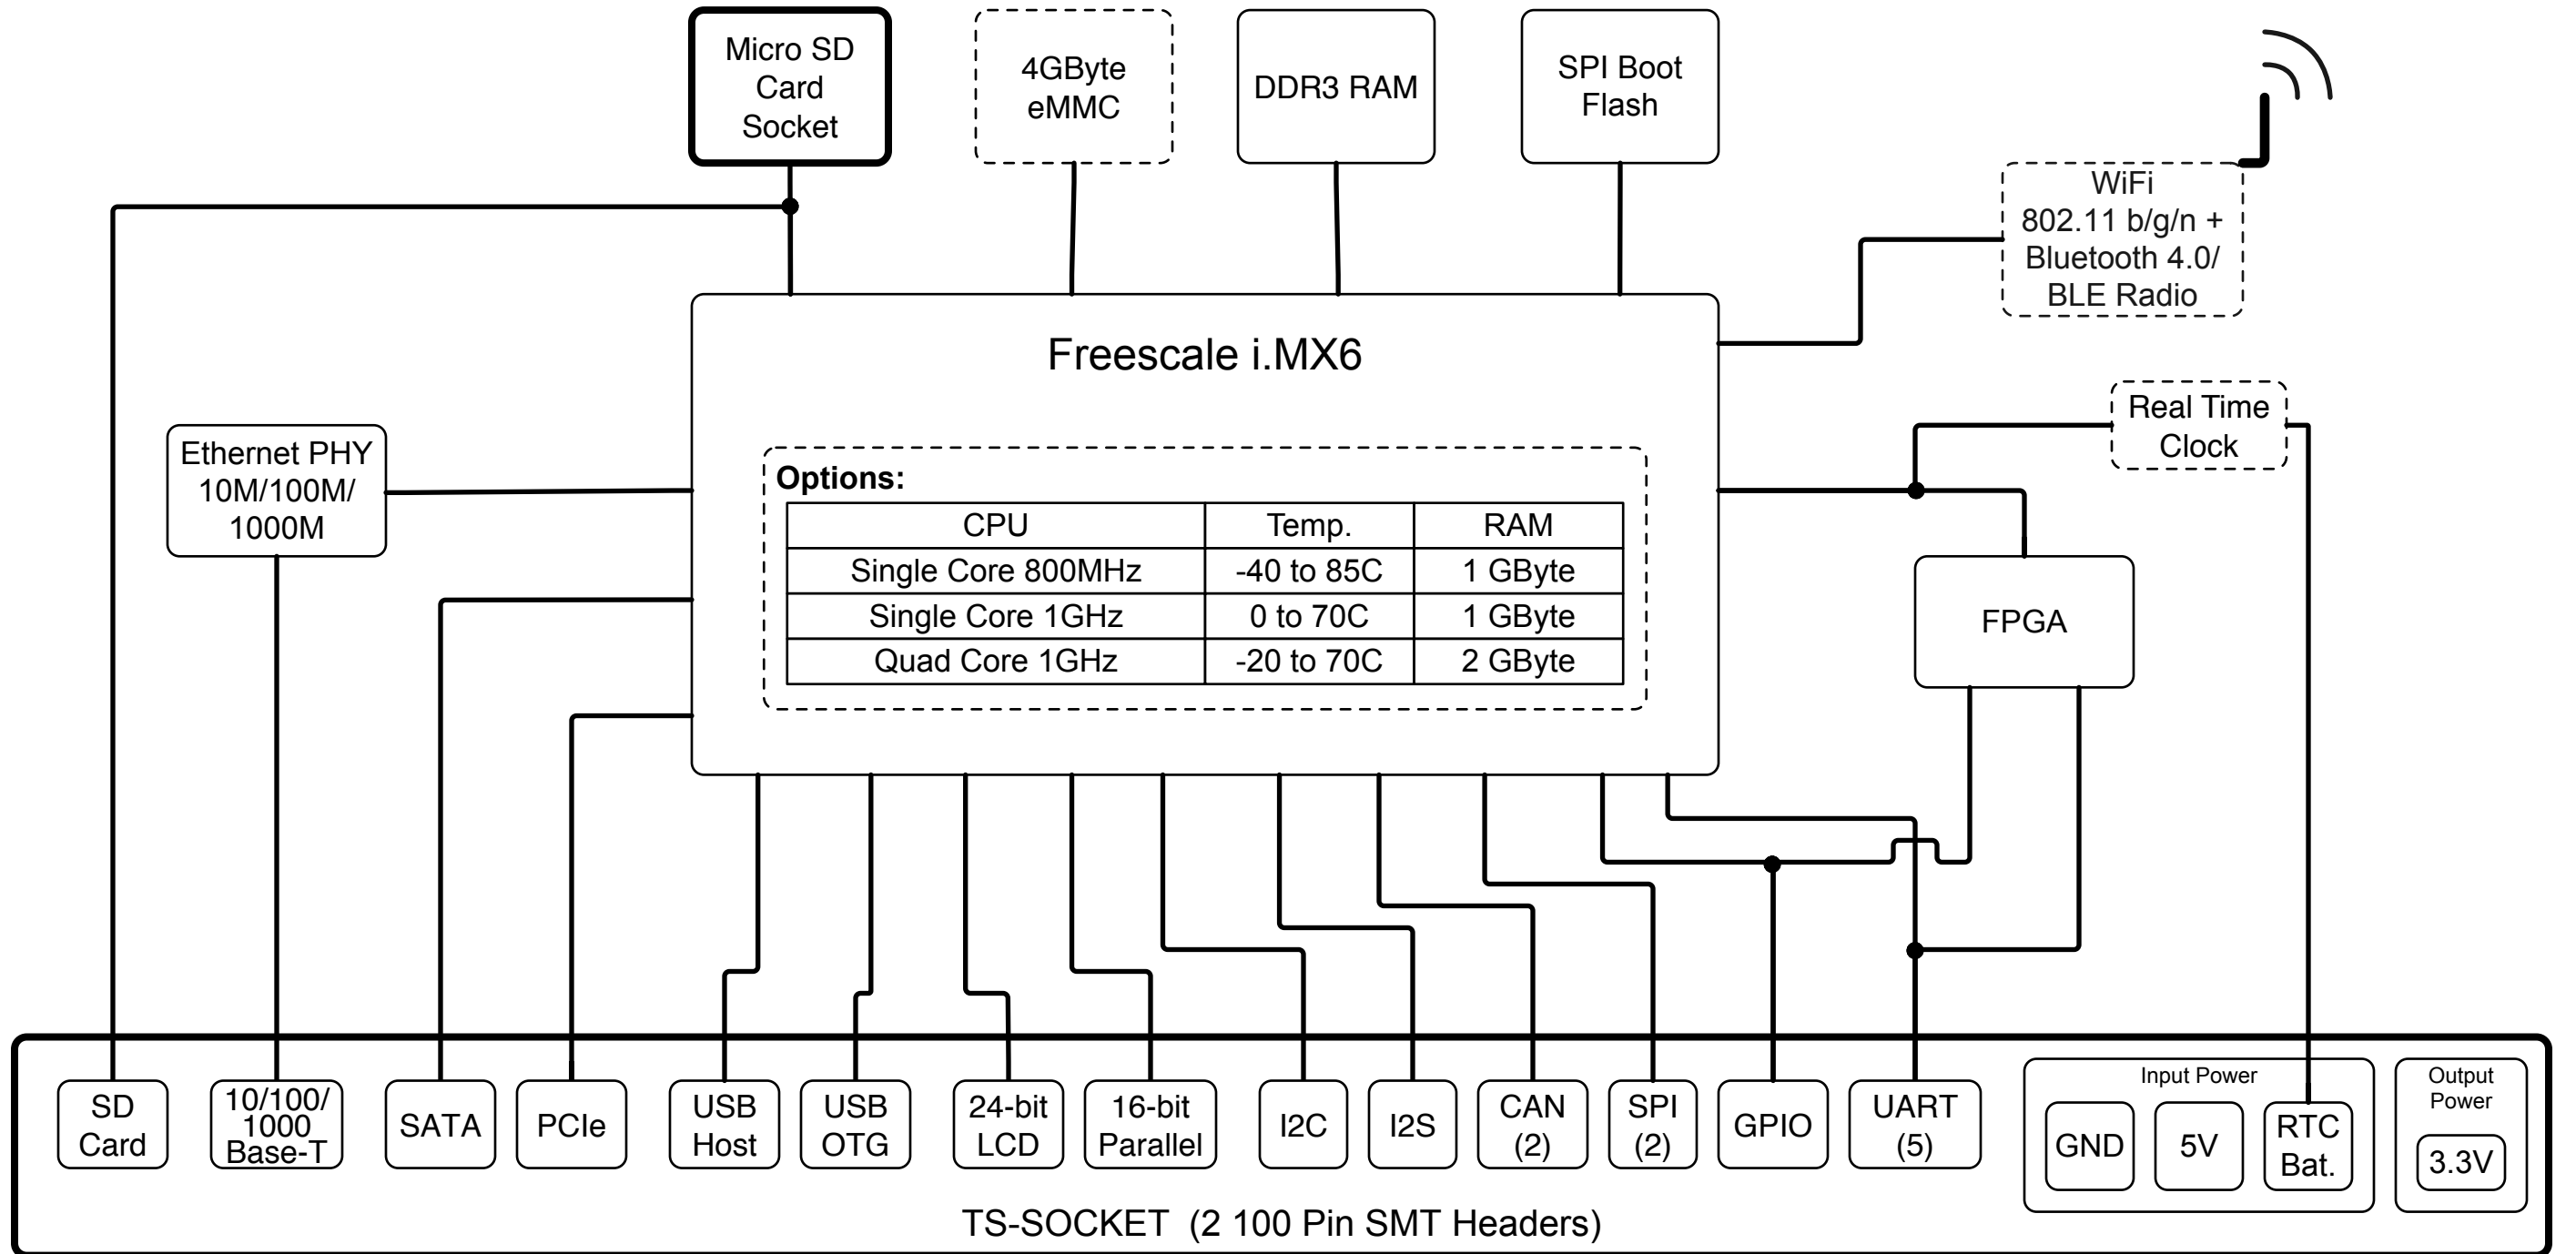 Micro SD
Card
Socket
4GByte
eMMC
DDR3 RAM
SPI Boot
Flash
WiFi
802.11 b/g/n +
Bluetooth 4.0/
BLE Radio
Freescale i.MX6
Real Time
Clock
Ethernet PHY
10M/100M/
1000M
Options:
CPU Temp. RAM
Single Core 800MHz -40 to 85C 1 GByte
Single Core 1GHz 0 to 70C 1 GByte
Quad Core 1GHz -20 to 70C 2 GByte
FPGA
SD
Card
10/100/
1000
Base-T
SATA
PCIe
USB
Host
USB
OTG
24-bit
LCD
16-bit
Parallel
I2C
I2S
CAN
(2)
SPI
(2)
GPIO
UART
(5)
Input Power
GND
5V
RTC
Bat.
Output
Power
3.3V
TS-SOCKET (2 100 Pin SMT Headers)